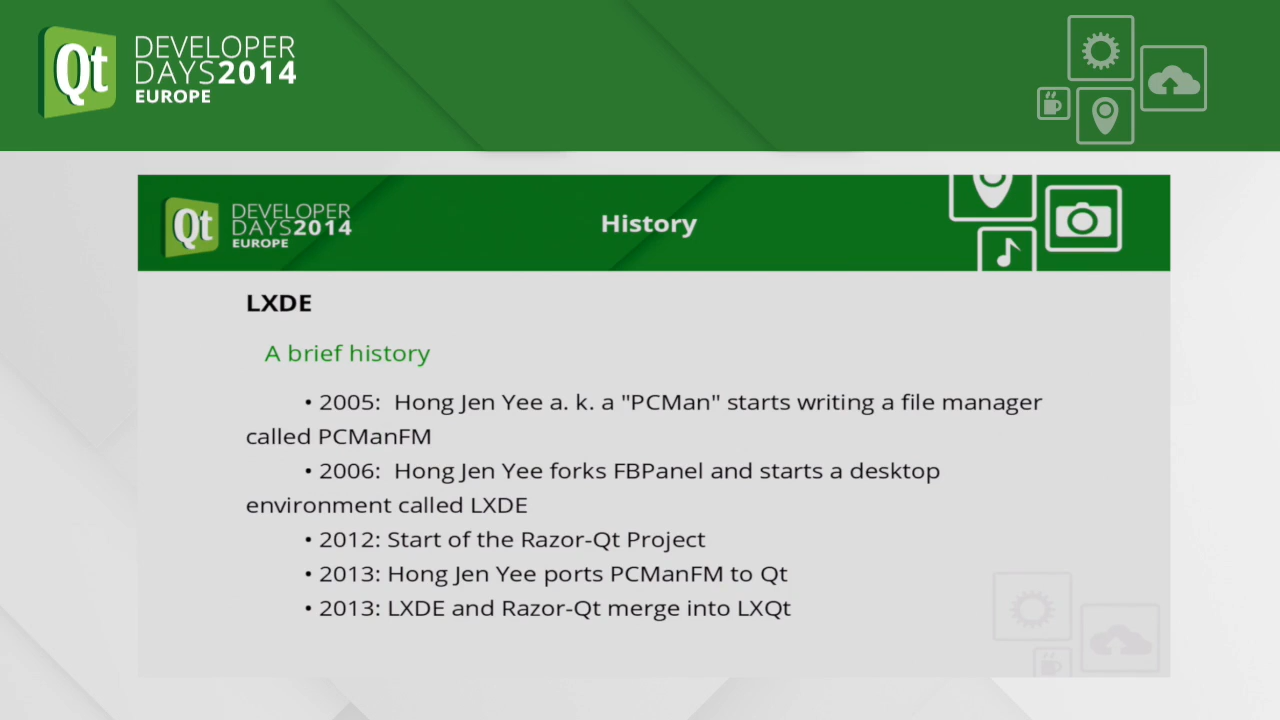 Qt DEVELOPER
DAYS2014
EUROPE
Qt DEVELOPER
DAYS2014
EUROPE
History
LXDE
A brief history
• 2005:  Hong Jen Yee a. k. a "PCMan" starts writing a file manager
called PCManFM
• 2006:  Hong Jen Yee forks FBPanel and starts a desktop
environment called LXDE
• 2012: Start of the Razor-Qt Project
• 2013: Hong Jen Yee ports PCManFM to Qt
• 2013: LXDE and Razor-Qt merge into LXQt